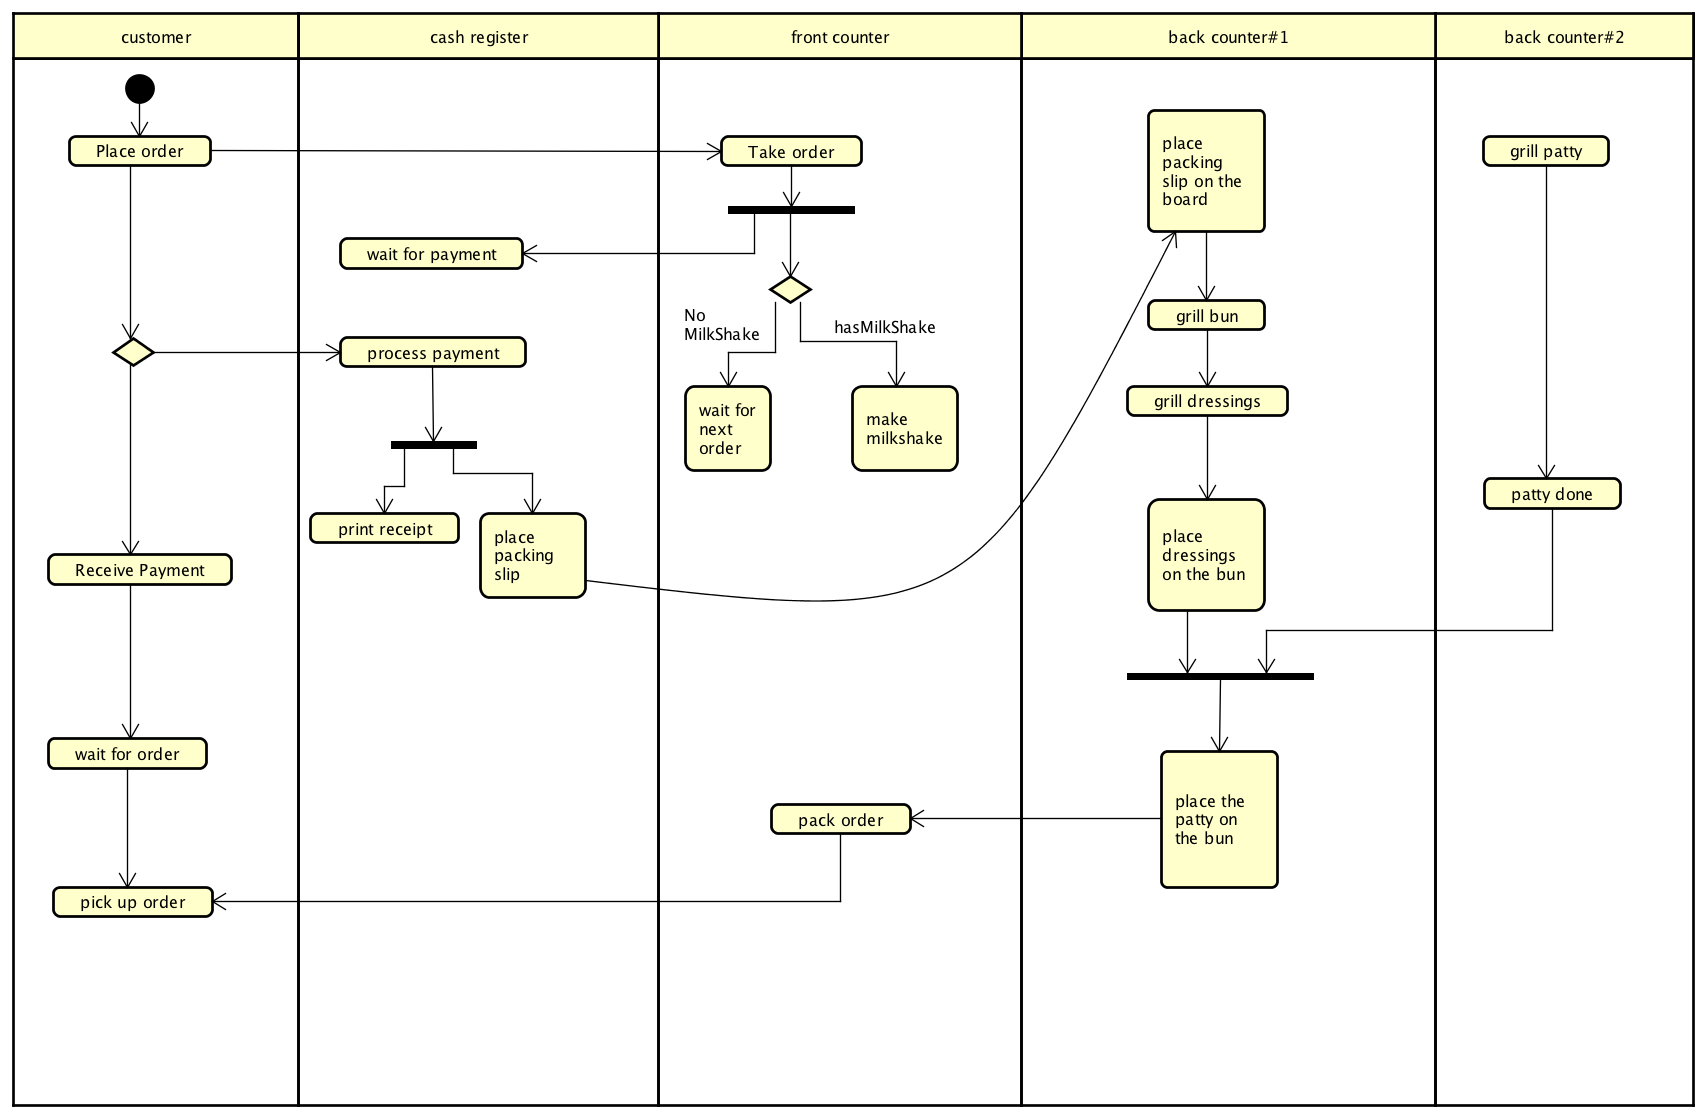 customer
cash register
front counter
back counter#1
back counter#2
Place order
Take order
place
packing
slip on the
board
grill patty
wait for payment
No
MilkShake
hasMilkShake
grill bun
process payment
wait for
next
order
make
milkshake
grill dressings
patty done
print receipt
place
packing
slip
place
dressings
on the bun
Receive Payment
wait for order
place the
patty on
the bun
pack order
pick up order